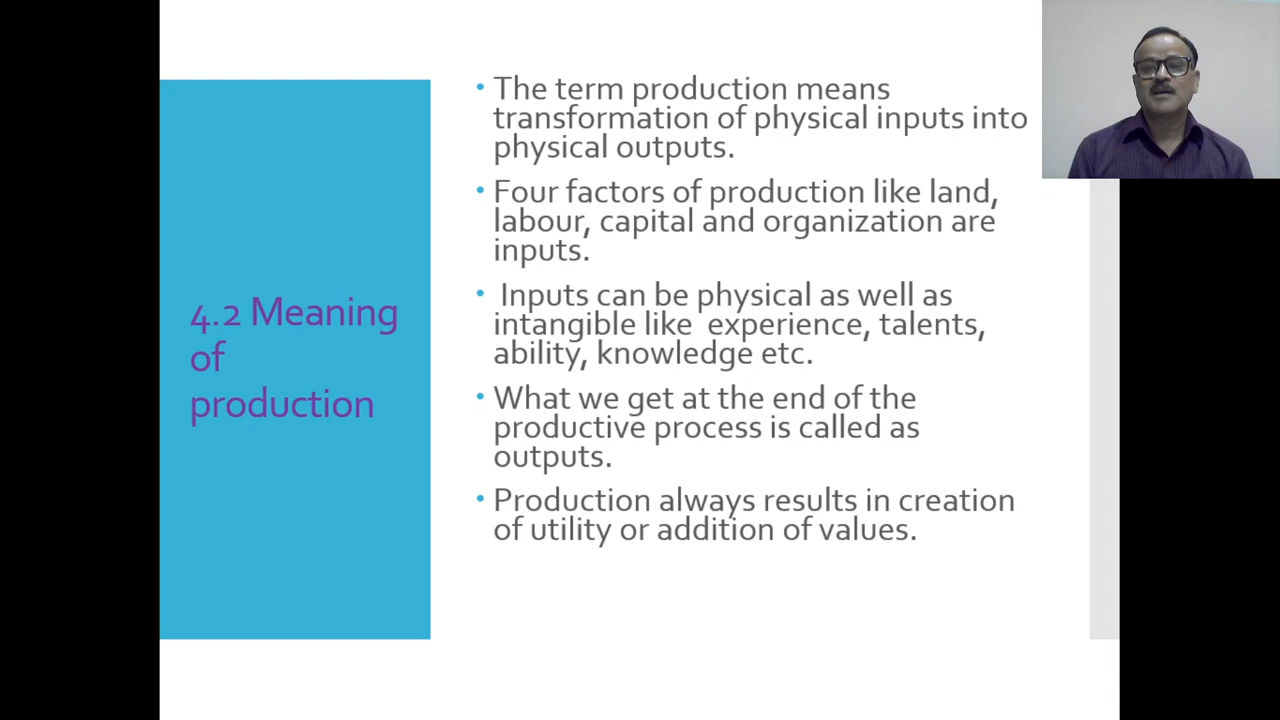 4.2 Meaning
of
production
• The term production means
transformation of physical inputs into
physical outputs.
• Four factors of production like land,
labour, capital and organization are
inputs.
• Inputs can be physical as well as
intangible like  experience, talents,
ability, knowledge etc.
• What we get at the end of the
productive process is called as
outputs.
• Production always results in creation
of utility or addition of values.